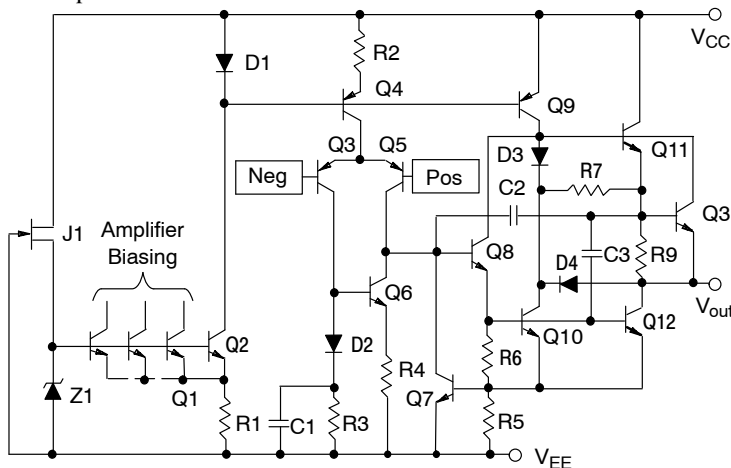 V_CC
D1
R2
Q4
Q9
Q3
Q5
Q11
D3
Neg
Pos
R7
C2
Q3
J1
Amplifier
Biasing
Q8
C3
R9
D4
Q6
V_out
Q2
Q10
Q12
D2
R4
R6
Z1
Q1
Q7
R1
C1
R3
R5
V_EE